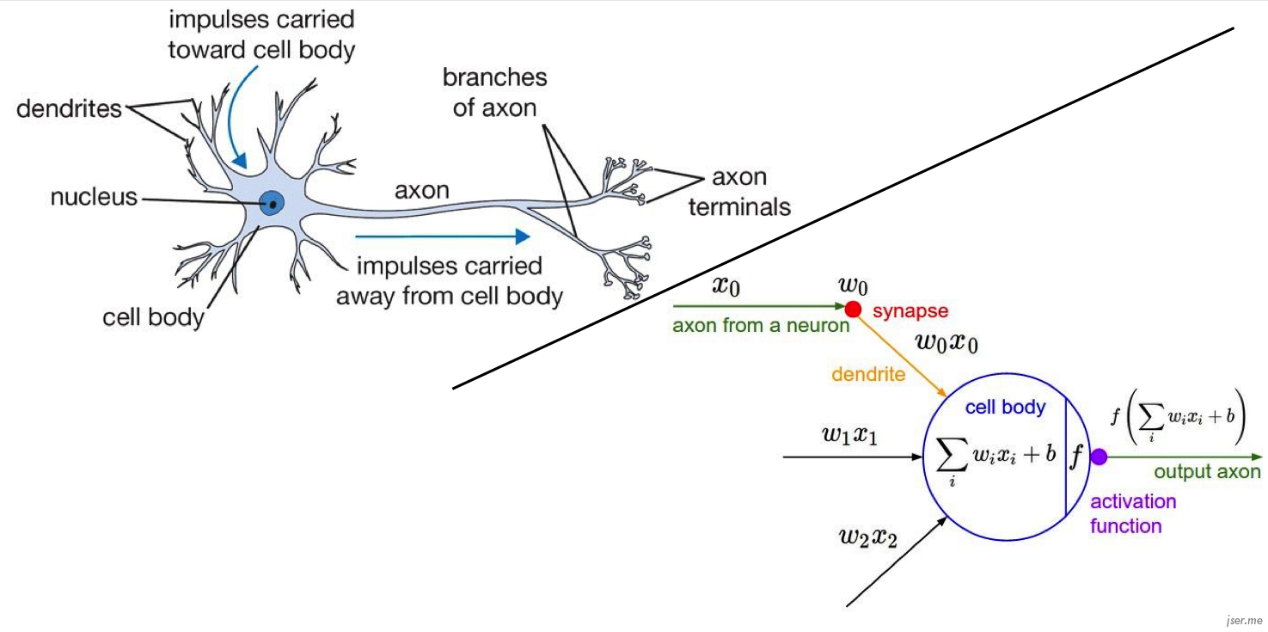 impulses carried
toward cell body
branches
of axon
dendrites
nucleus
axon
axon
terminals
impulses carried
away from cell body
cell body
x₀
w₀
axon from a neuron
synapse
w₀x₀
dendrite
cell body
f(∑ᵢ wᵢxᵢ + b)
w₁x₁
∑ᵢ wᵢxᵢ + b
f
output axon
activation
function
w₂x₂
jser.me